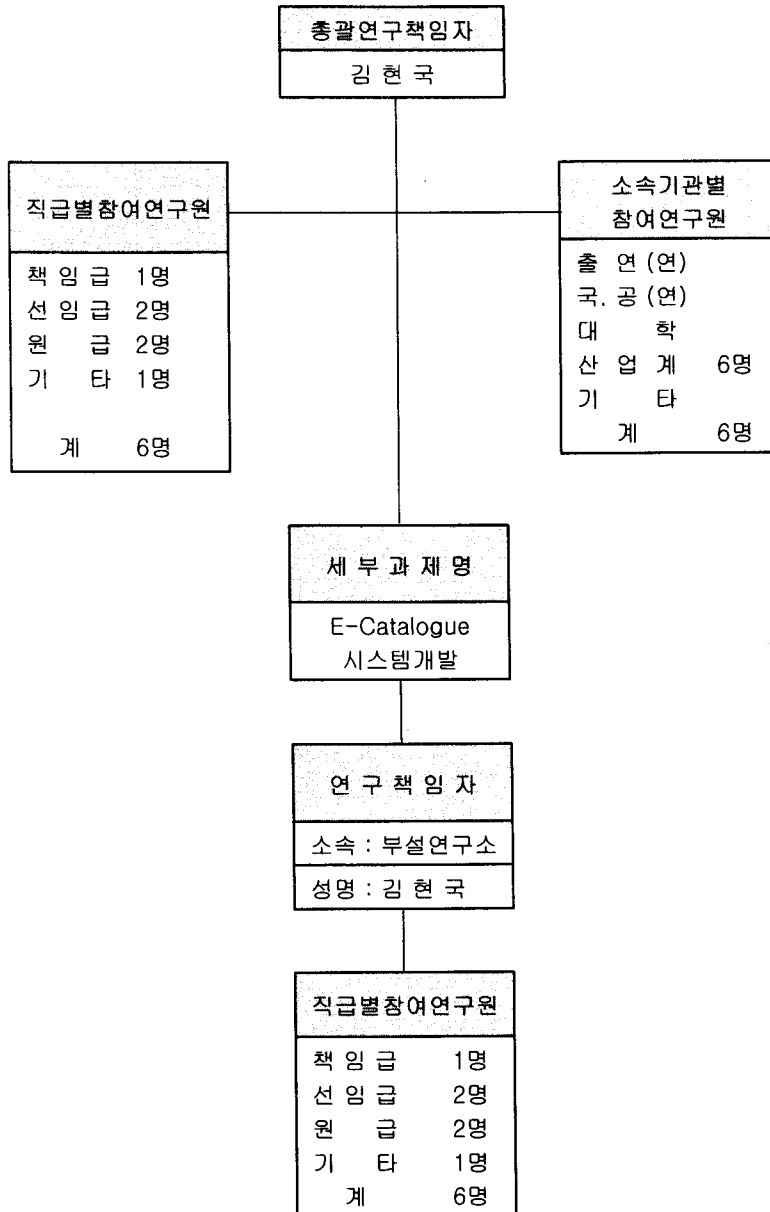 총괄연구책임자
김 현 국
직급별참여연구원
책 임 급 1명
선 임 급 2명
원 급 2명
기 타 1명
계 6명
소속기관별
참여연구원
출 연 (연)
국. 공 (연)
대 학
산 업 계 6명
기 타
계 6명
세 부 과 제 명
E-Catalogue
시스템개발
연 구 책 임 자
소속 : 부설연구소
성명 : 김 현 국
직급별참여연구원
책 임 급 1명
선 임 급 2명
원 급 2명
기 타 1명
계 6명